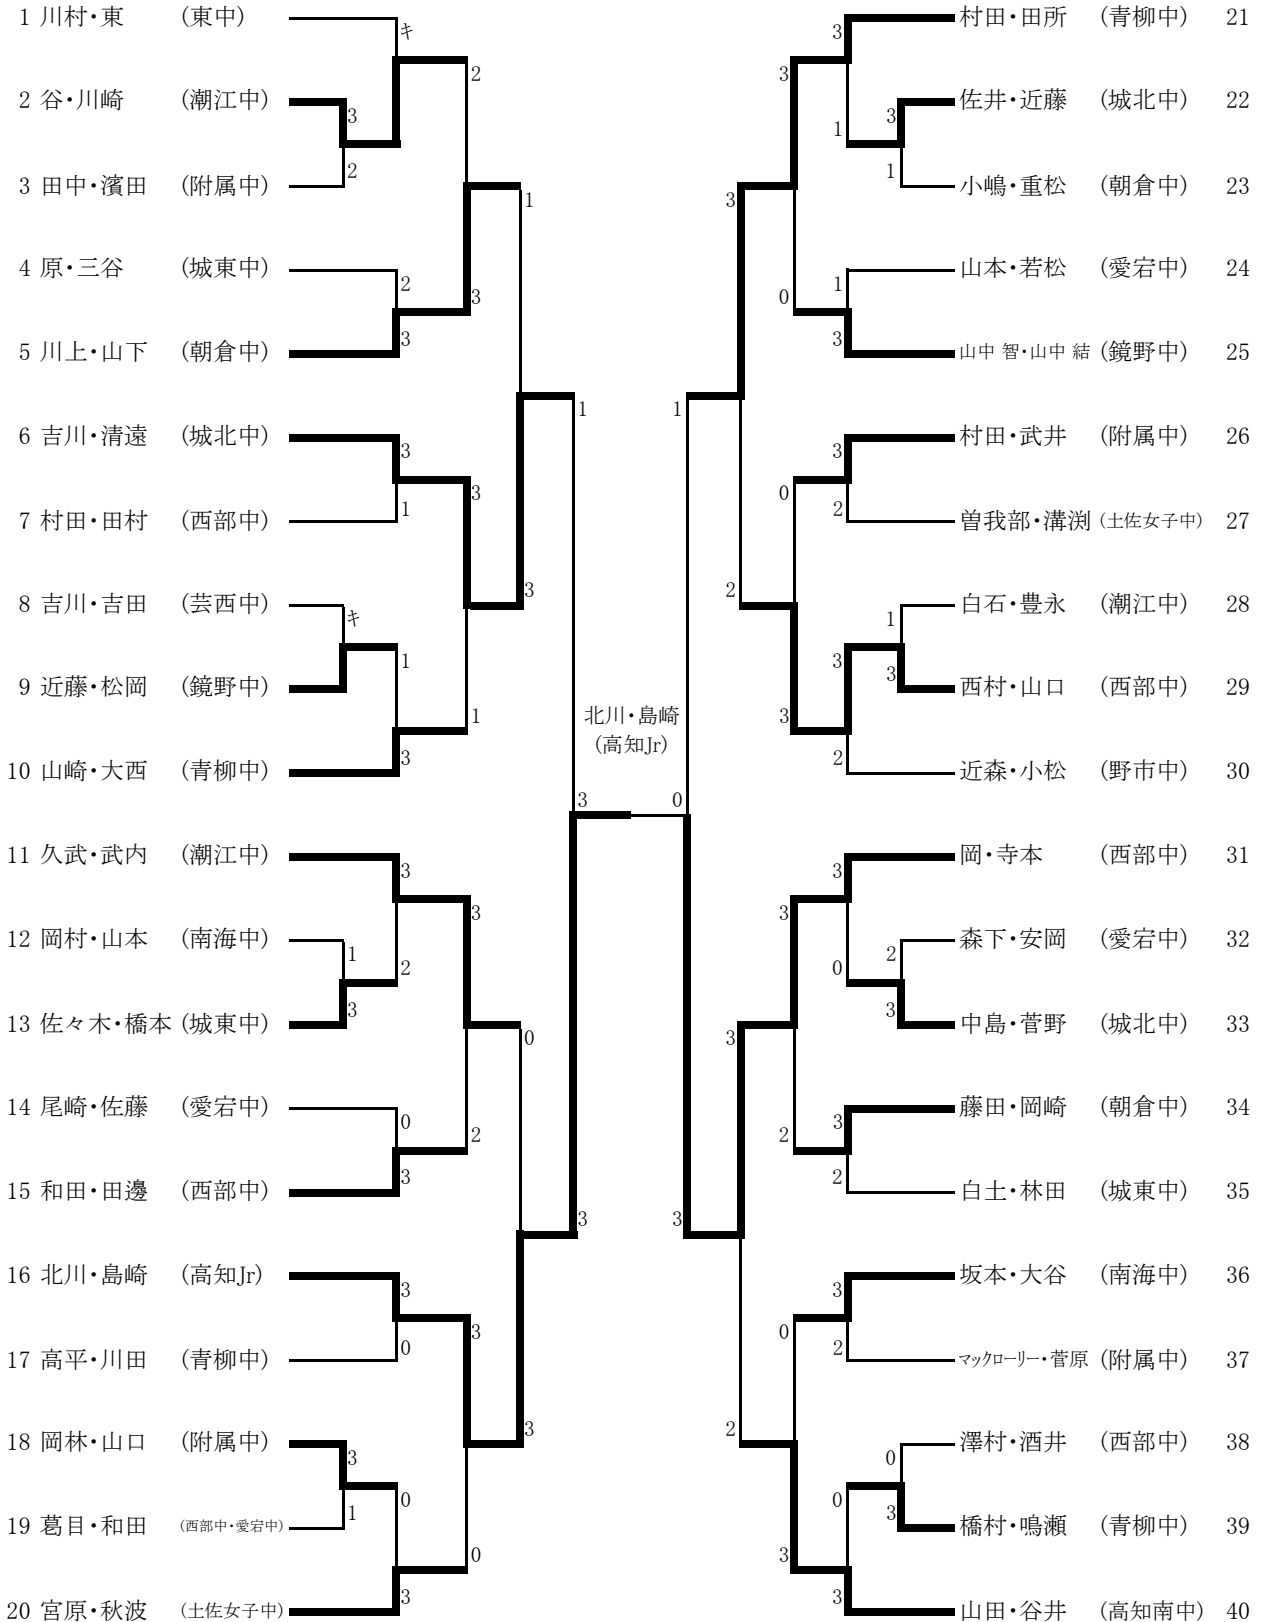 1 川村・東 (東中)
2 谷・川崎 (潮江中)
3 田中・濱田 (附属中)
4 原・三谷 (城東中)
5 川上・山下 (朝倉中)
6 吉川・清遠 (城北中)
7 村田・田村 (西部中)
8 吉川・吉田 (芸西中)
9 近藤・松岡 (鏡野中)
10 山崎・大西 (青柳中)
11 久武・武内 (潮江中)
12 岡村・山本 (南海中)
13 佐々木・橋本 (城東中)
14 尾崎・佐藤 (愛宕中)
15 和田・田邊 (西部中)
16 北川・島崎 (高知Jr)
17 高平・川田 (青柳中)
18 岡林・山口 (附属中)
19 葛目・和田 (西部中・愛宕中)
20 宮原・秋波 (土佐女子中)
キ
3
2
2
3
3
1
キ
3
1
3
1
3
0
3
3
0
3
1
3
2
3
3
1
1
3
3
2
2
3
0
0
1
3
0
3
1
3
3
北川・島崎
(高知Jr)
0
1
3
3
2
3
2
3
0
0
3
3
2
0
3
3
1
1
3
3
2
3
2
3
0
3
2
3
2
0
3
3
1
1
3
2
3
0
3
村田・田所 (青柳中) 21
佐井・近藤 (城北中) 22
小嶋・重松 (朝倉中) 23
山本・若松 (愛宕中) 24
山中 智・山中 結 (鏡野中) 25
村田・武井 (附属中) 26
曽我部・溝渕 (土佐女子中) 27
白石・豊永 (潮江中) 28
西村・山口 (西部中) 29
近森・小松 (野市中) 30
岡・寺本 (西部中) 31
森下・安岡 (愛宕中) 32
中島・菅野 (城北中) 33
藤田・岡崎 (朝倉中) 34
白土・林田 (城東中) 35
坂本・大谷 (南海中) 36
マックローリー・菅原 (附属中) 37
澤村・酒井 (西部中) 38
橋村・鳴瀬 (青柳中) 39
山田・谷井 (高知南中) 40